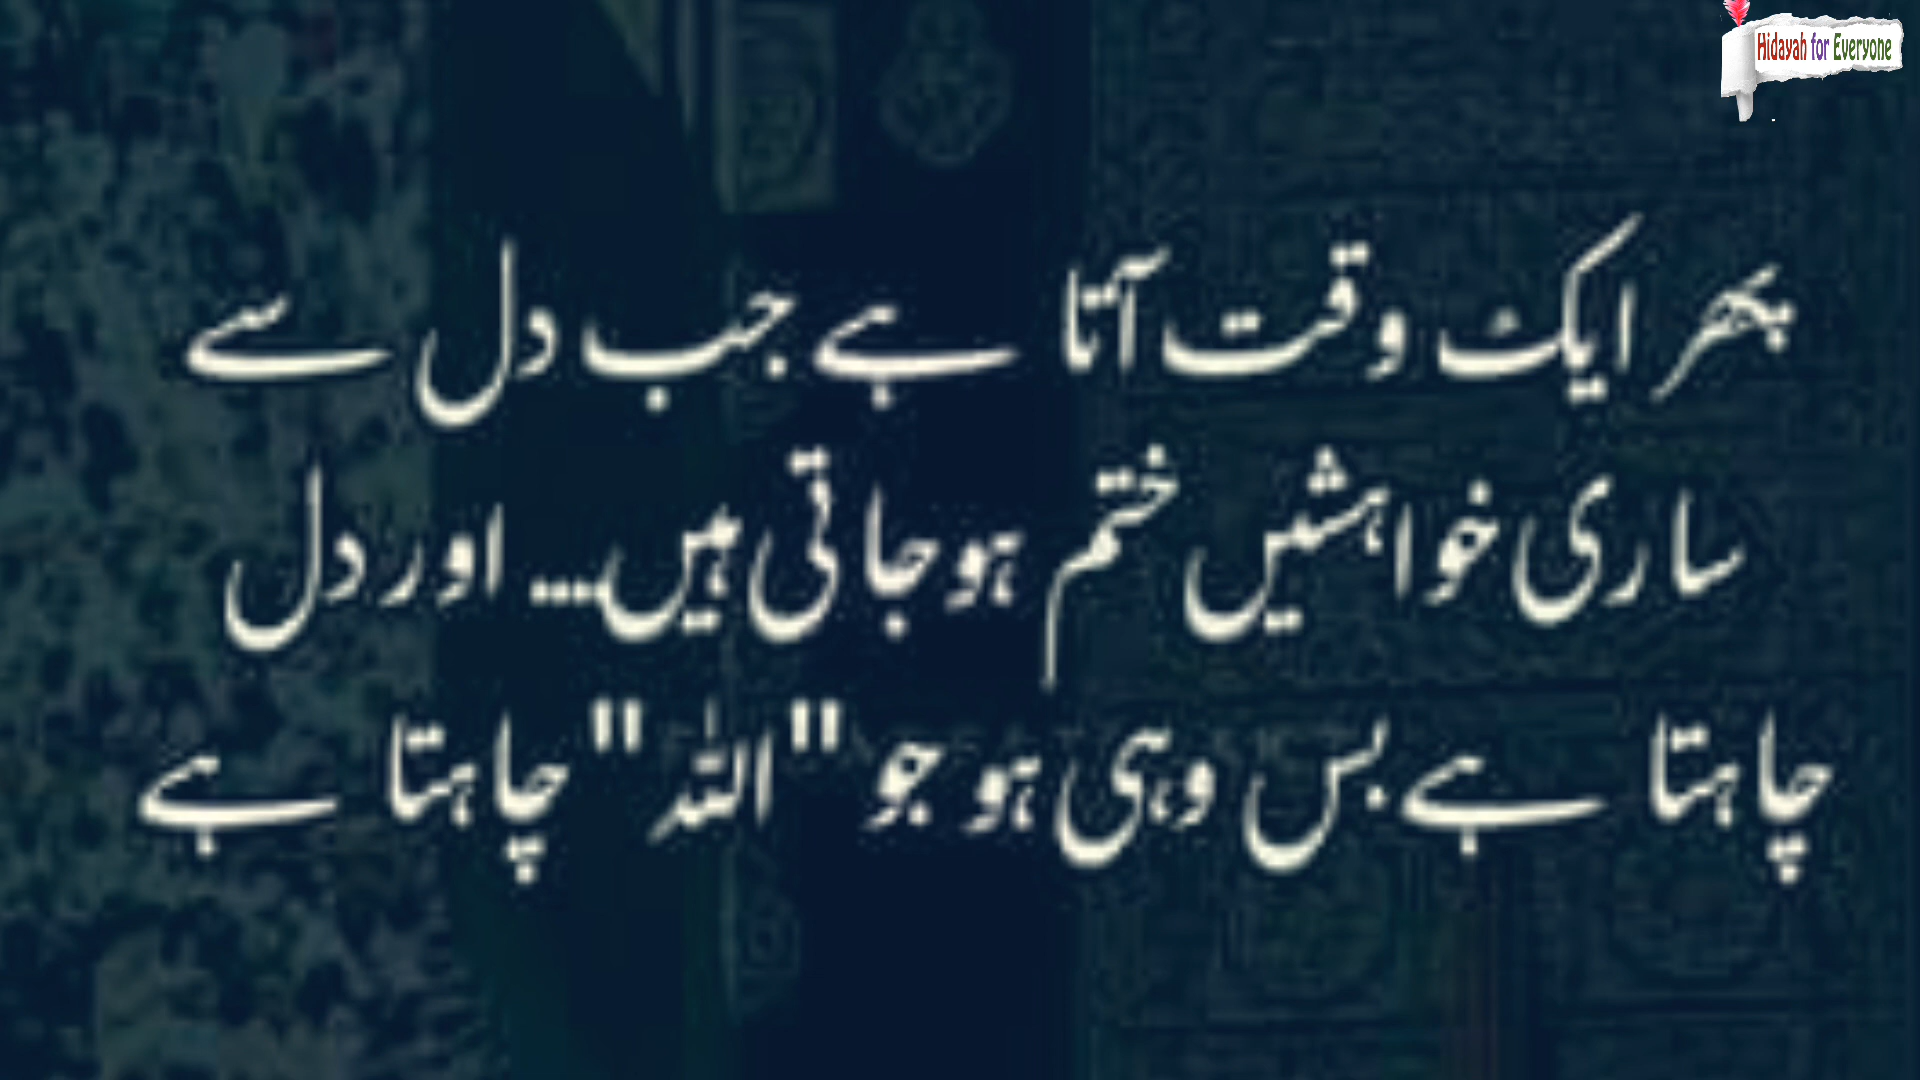 Hidayah for Everyone
پھر ایک وقت آتا ہے جب دل سے
ساری خواہشیں ختم ہو جاتی ہیں... اور دل
چاہتا ہے بس وہی ہو جو "اللہ" چاہتا ہے